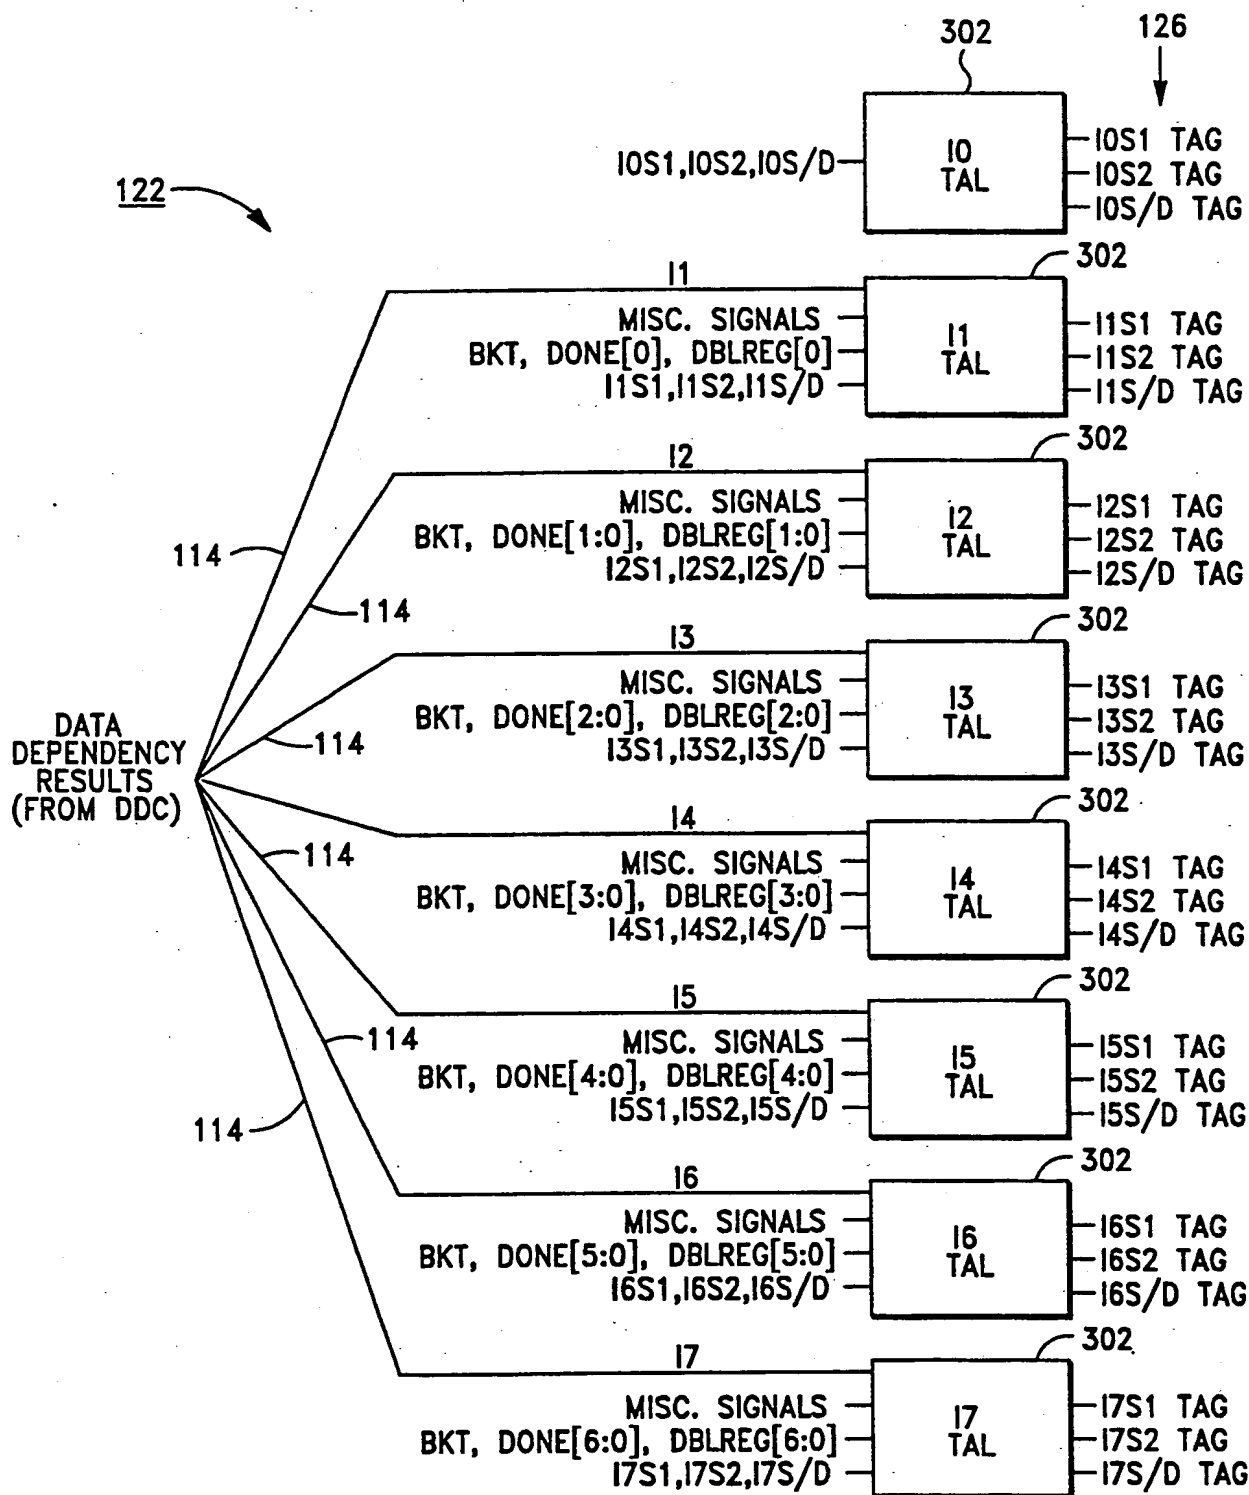 302
126
I0S1,I0S2,I0S/D
I0
TAL
I0S1 TAG
I0S2 TAG
I0S/D TAG
122
302
I1
MISC. SIGNALS
BKT, DONE[0], DBLREG[0]
I1S1,I1S2,I1S/D
I1
TAL
I1S1 TAG
I1S2 TAG
I1S/D TAG
302
I2
MISC. SIGNALS
BKT, DONE[1:0], DBLREG[1:0]
I2S1,I2S2,I2S/D
I2
TAL
I2S1 TAG
I2S2 TAG
I2S/D TAG
114
114
302
I3
MISC. SIGNALS
BKT, DONE[2:0], DBLREG[2:0]
I3S1,I3S2,I3S/D
I3
TAL
I3S1 TAG
I3S2 TAG
I3S/D TAG
114
DATA
DEPENDENCY
RESULTS
(FROM DDC)
302
I4
MISC. SIGNALS
BKT, DONE[3:0], DBLREG[3:0]
I4S1,I4S2,I4S/D
I4
TAL
I4S1 TAG
I4S2 TAG
I4S/D TAG
114
302
I5
MISC. SIGNALS
BKT, DONE[4:0], DBLREG[4:0]
I5S1,I5S2,I5S/D
I5
TAL
I5S1 TAG
I5S2 TAG
I5S/D TAG
114
114
302
I6
MISC. SIGNALS
BKT, DONE[5:0], DBLREG[5:0]
I6S1,I6S2,I6S/D
I6
TAL
I6S1 TAG
I6S2 TAG
I6S/D TAG
302
I7
MISC. SIGNALS
BKT, DONE[6:0], DBLREG[6:0]
I7S1,I7S2,I7S/D
I7
TAL
I7S1 TAG
I7S2 TAG
I7S/D TAG